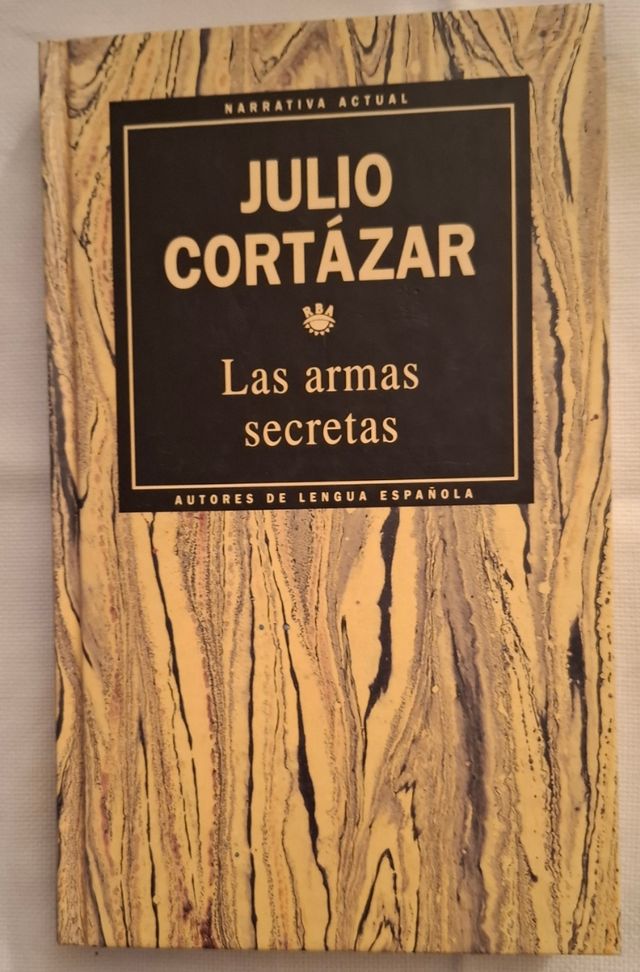 NARRATIVA ACTUAL
JULIO
CORTÁZAR
RBA
Las armas
secretas
AUTORES DE LENGUA ESPAÑOLA